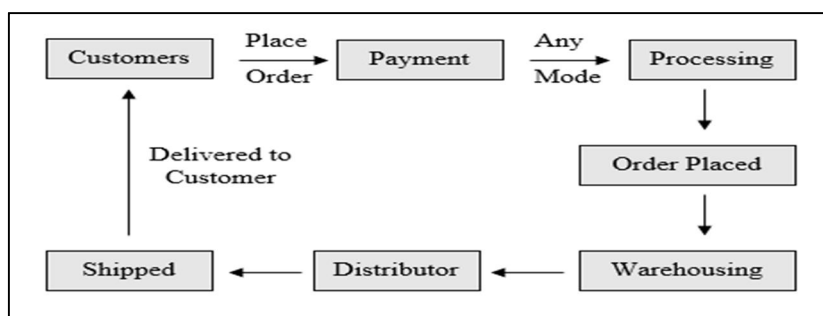 Customers
Place
Order
Payment
Any
Mode
Processing
Order Placed
Warehousing
Distributor
Shipped
Delivered to
Customer